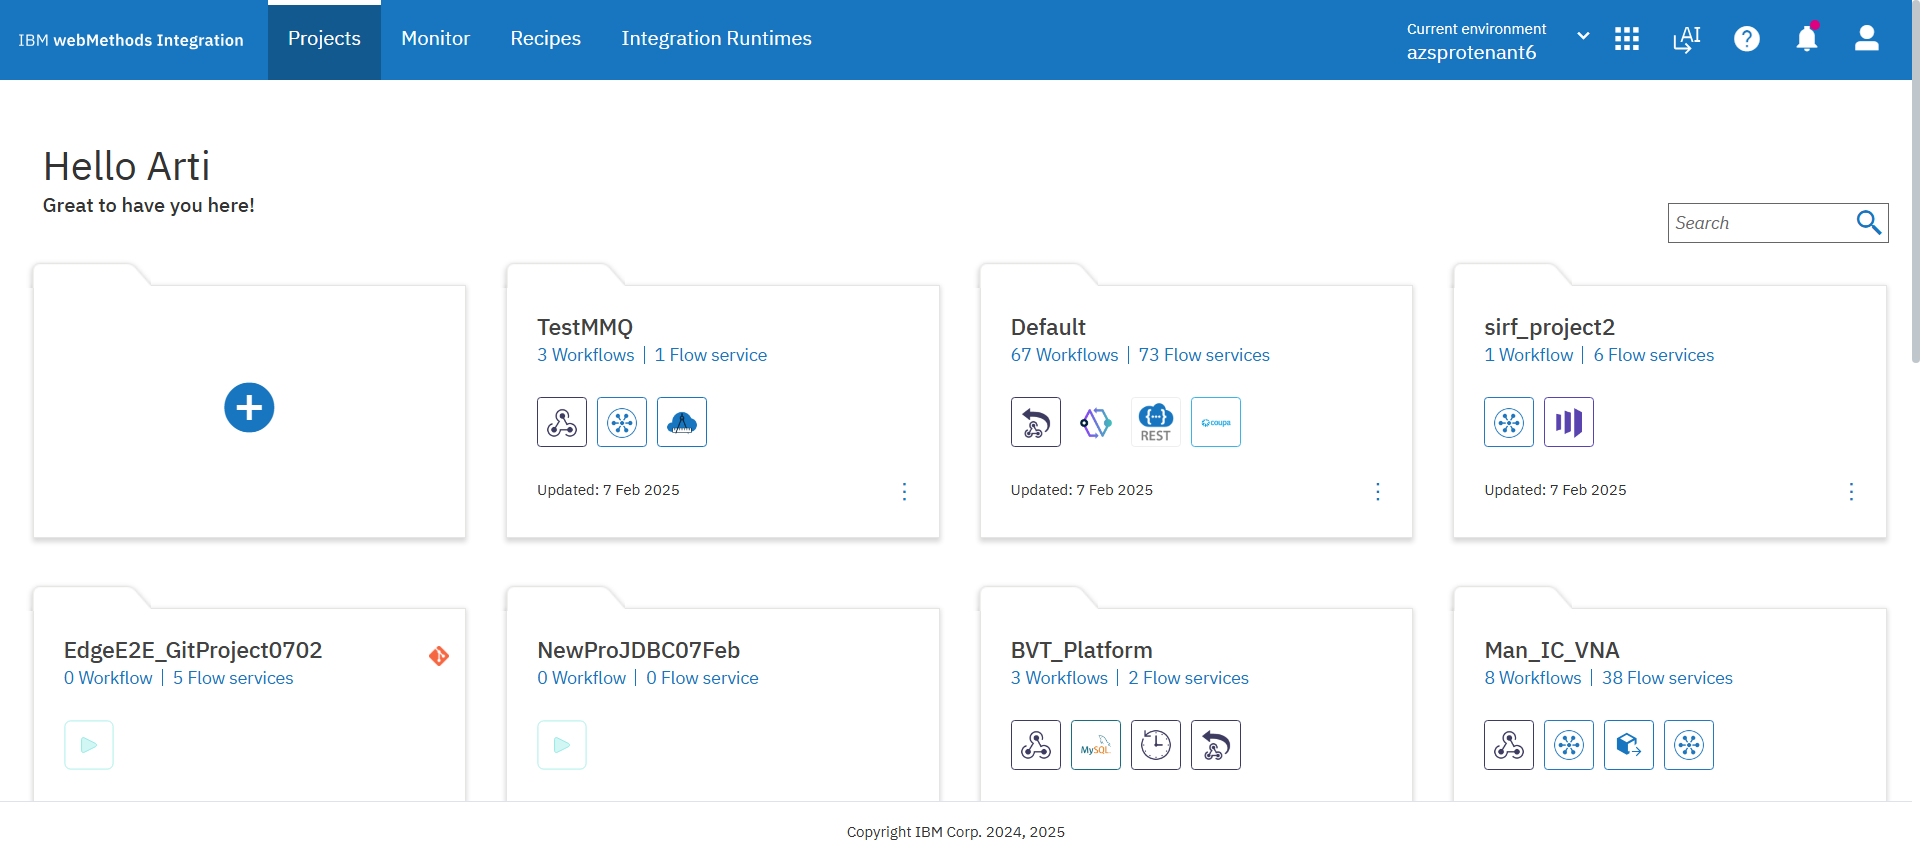 IBM webMethods Integration
Projects
Monitor
Recipes
Integration Runtimes
Current environment
azsprotenant6
AI
?
Hello Arti
Great to have you here!
Search
TestMMQ
3 Workflows | 1 Flow service
Updated: 7 Feb 2025
Default
67 Workflows | 73 Flow services
{···}
REST
coupa
Updated: 7 Feb 2025
sirf_project2
1 Workflow | 6 Flow services
Updated: 7 Feb 2025
EdgeE2E_GitProject0702
0 Workflow | 5 Flow services
NewProJDBC07Feb
0 Workflow | 0 Flow service
BVT_Platform
3 Workflows | 2 Flow services
MySQL
Man_IC_VNA
8 Workflows | 38 Flow services
Copyright IBM Corp. 2024, 2025